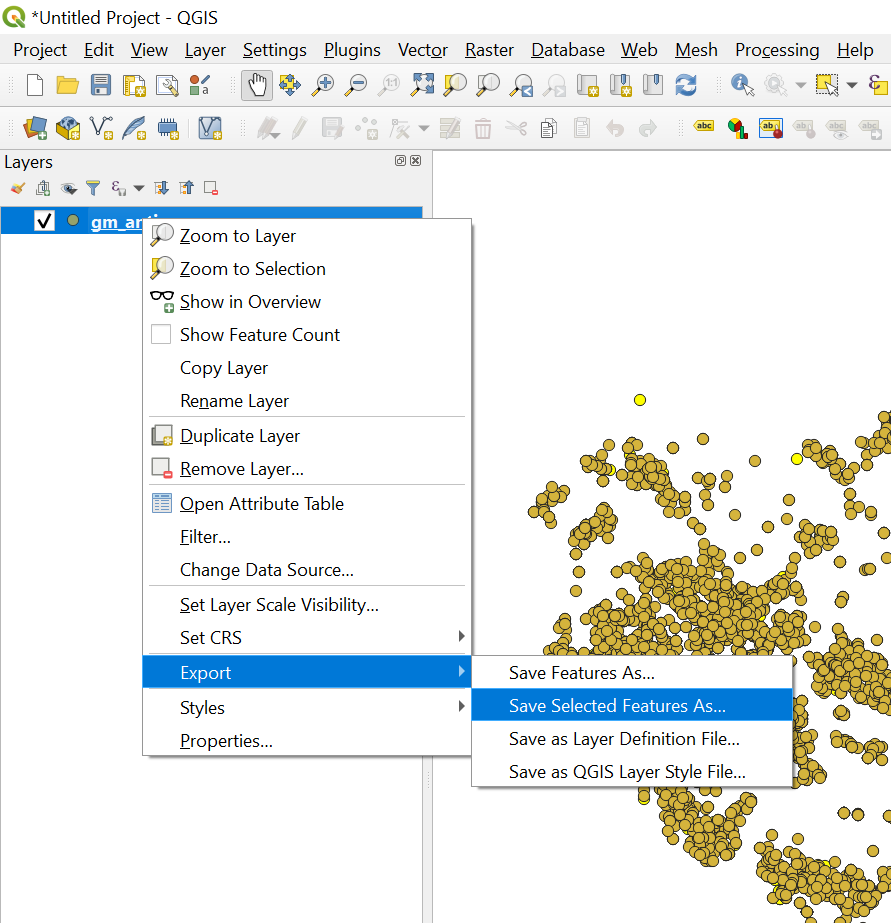 *Untitled Project - QGIS
Project Edit View Layer Settings Plugins Vector Raster Database Web Mesh Processing Help
Layers
Zoom to Layer
Zoom to Selection
Show in Overview
Show Feature Count
Copy Layer
Rename Layer
Duplicate Layer
Remove Layer...
Open Attribute Table
Filter...
Change Data Source...
Set Layer Scale Visibility...
Set CRS
Export
Save Features As...
Save Selected Features As...
Styles
Save as Layer Definition File...
Properties...
Save as QGIS Layer Style File...